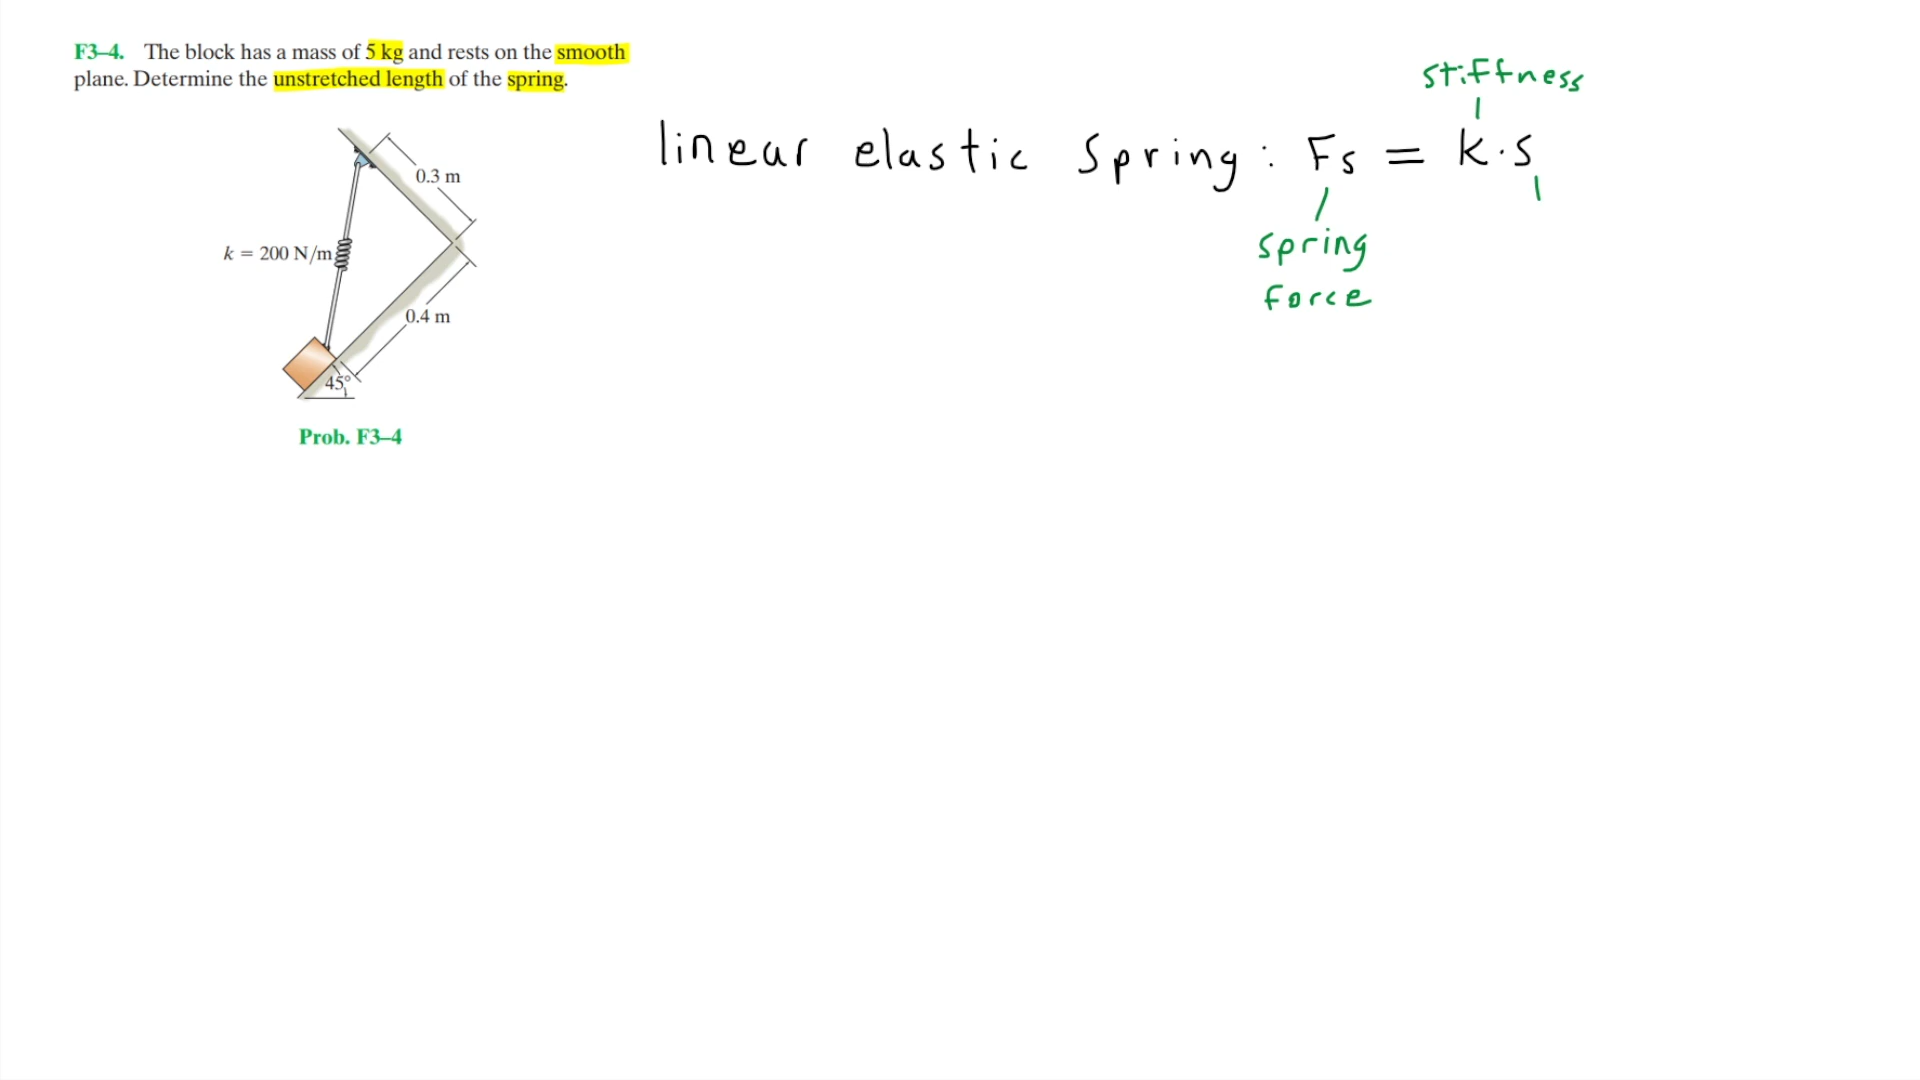 F3–4. The block has a mass of 5 kg and rests on the smooth
plane. Determine the unstretched length of the spring.
stiffness
linear elastic Spring: Fs = k·s
spring
force
0.3 m
k = 200 N/m
0.4 m
45°
Prob. F3–4